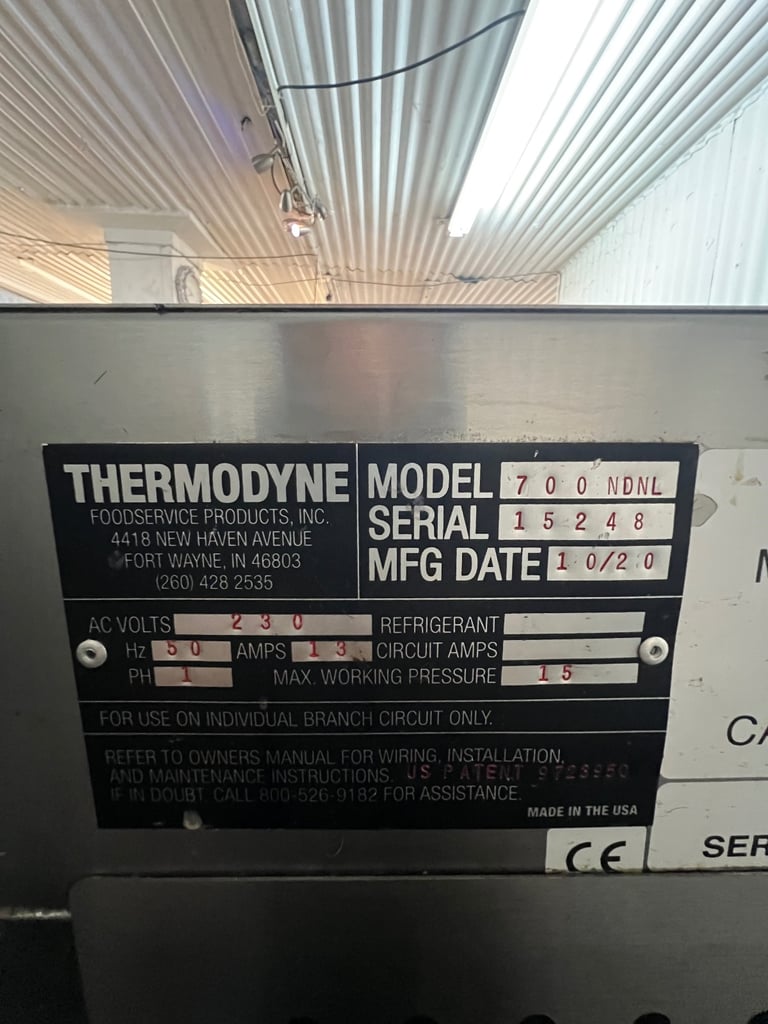 THERMODYNE
FOODSERVICE PRODUCTS, INC.
4418 NEW HAVEN AVENUE
FORT WAYNE, IN 46803
(260) 428 2535
MODEL 700 NDNL
SERIAL 15248
MFG DATE 10/20
AC VOLTS 230 REFRIGERANT
Hz 50 AMPS 13 CIRCUIT AMPS
PH 1 MAX. WORKING PRESSURE 15
FOR USE ON INDIVIDUAL BRANCH CIRCUIT ONLY.
REFER TO OWNERS MANUAL FOR WIRING, INSTALLATION,
AND MAINTENANCE INSTRUCTIONS. US PATENT 9723950
IF IN DOUBT. CALL 800-526-9182 FOR ASSISTANCE.
MADE IN THE USA
CE